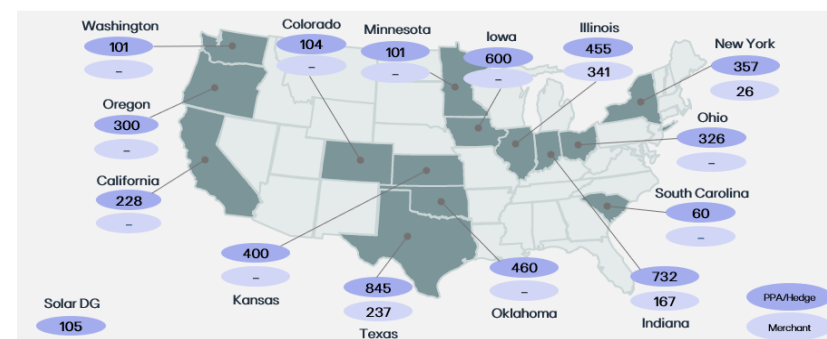 Washington
101
–
Colorado
104
–
Minnesota
101
–
Iowa
600
–
Illinois
455
341
New York
357
26
Oregon
300
–
Ohio
326
–
California
228
–
South Carolina
60
–
400
–
Kansas
845
237
Texas
460
–
Oklahoma
732
167
Indiana
Solar DG
105
PPA/Hedge
Merchant